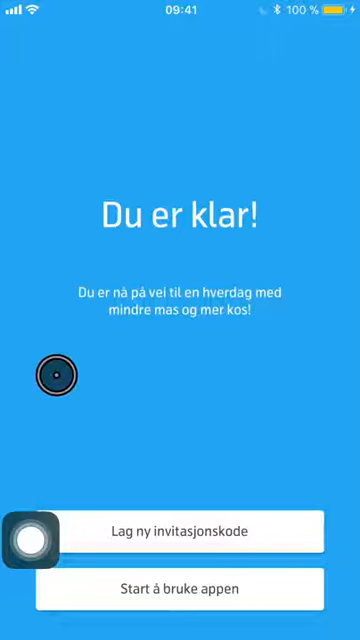 09:41
100 %
Du er klar!
Du er nå på vei til en hverdag med
mindre mas og mer kos!
Lag ny invitasjonskode
Start å bruke appen